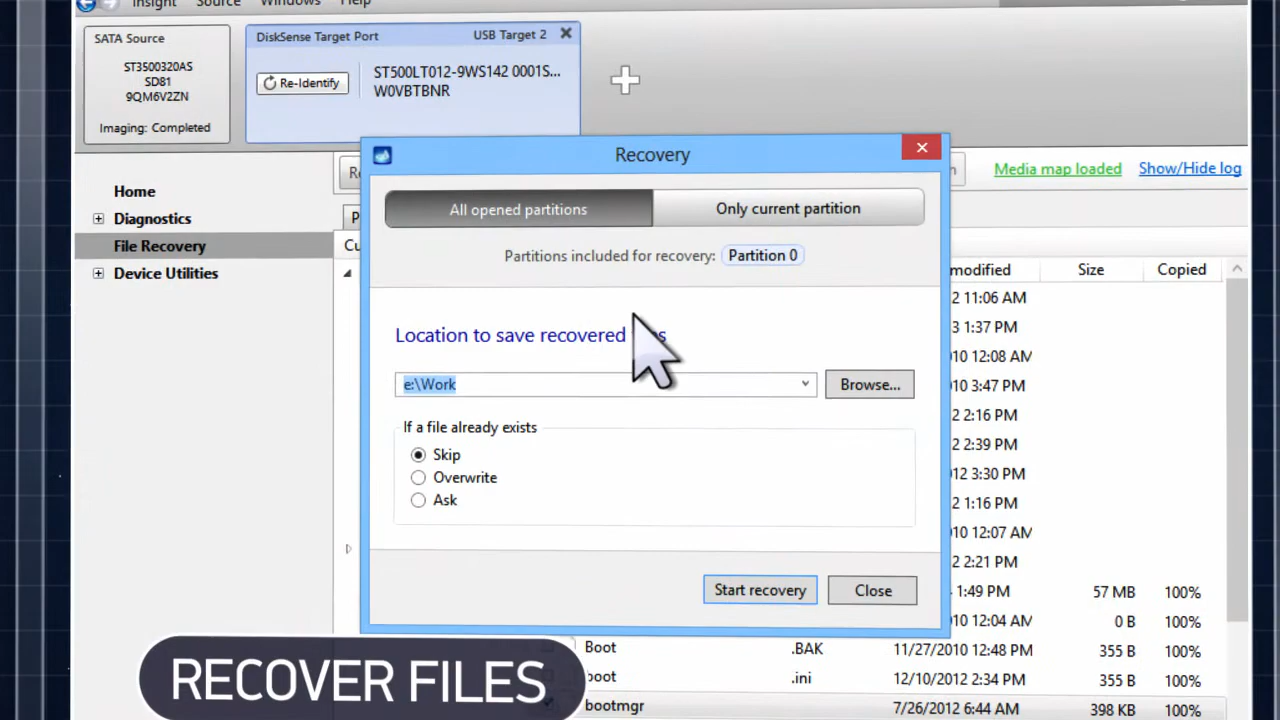 Insight Source Windows Help
SATA Source
ST3500320AS
SD81
9QM6V2ZN
Imaging: Completed
DiskSense Target Port USB Target 2
Re-Identify
ST500LT012-9WS142 0001S...
W0VBTBNR
Home
Diagnostics
File Recovery
Device Utilities
Media map loaded Show/Hide log
Recovery
All opened partitions Only current partition
Partitions included for recovery: Partition 0
Location to save recovered
e:\Work
Browse...
If a file already exists
Skip
Overwrite
Ask
Start recovery Close
modified Size Copied
2 11:06 AM
3 1:37 PM
010 12:08 AM
010 3:47 PM
2 2:16 PM
2 2:39 PM
012 3:30 PM
2 1:16 PM
010 12:07 AM
2 2:21 PM
1:49 PM 57 MB 100%
010 12:04 AM 0 B 100%
Boot .BAK 11/27/2010 12:48 PM 355 B 100%
boot .ini 12/10/2012 2:34 PM 355 B 100%
bootmgr 7/26/2012 6:44 AM 398 KB 100%
RECOVER FILES